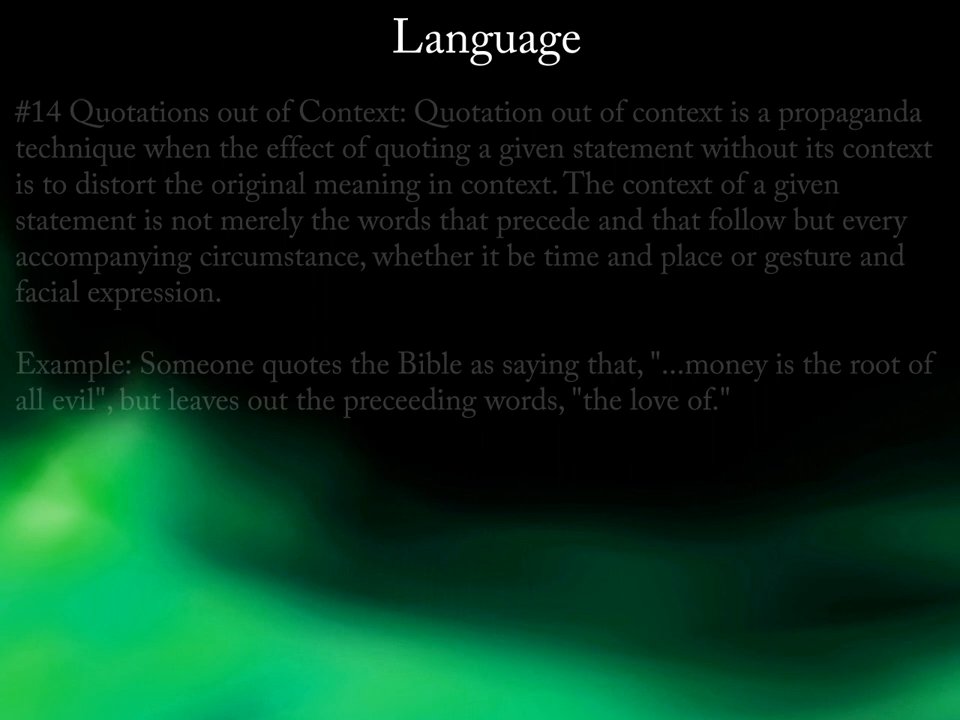 Language
#14 Quotations out of Context: Quotation out of context is a propaganda
technique when the effect of quoting a given statement without its context
is to distort the original meaning in context. The context of a given
statement is not merely the words that precede and that follow but every
accompanying circumstance, whether it be time and place or gesture and
facial expression.
Example: Someone quotes the Bible as saying that, "...money is the root of
all evil", but leaves out the preceeding words, "the love of."